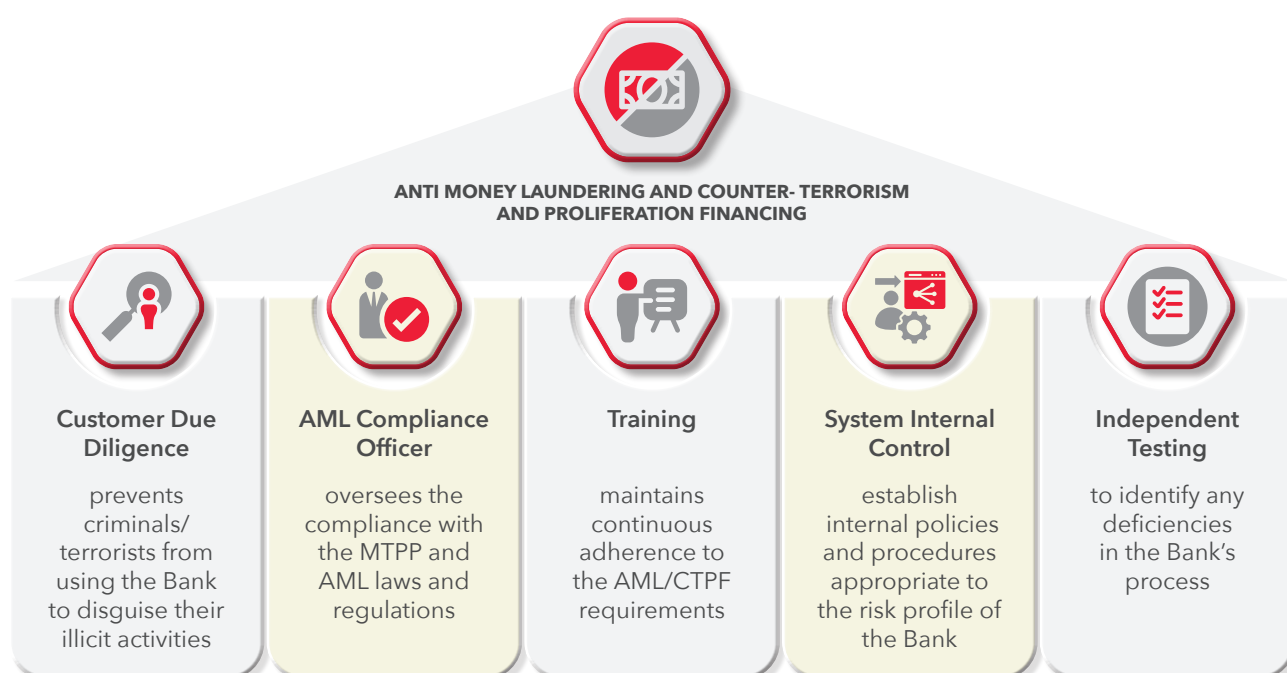 ANTI MONEY LAUNDERING AND COUNTER- TERRORISM
AND PROLIFERATION FINANCING
Customer Due
Diligence
prevents
criminals/
terrorists from
using the Bank
to disguise their
illicit activities
AML Compliance
Officer
oversees the
compliance with
the MTPP and
AML laws and
regulations
Training
maintains
continuous
adherence to
the AML/CTPF
requirements
System Internal
Control
establish
internal policies
and procedures
appropriate to
the risk profile of
the Bank
Independent
Testing
to identify any
deficiencies
in the Bank's
process